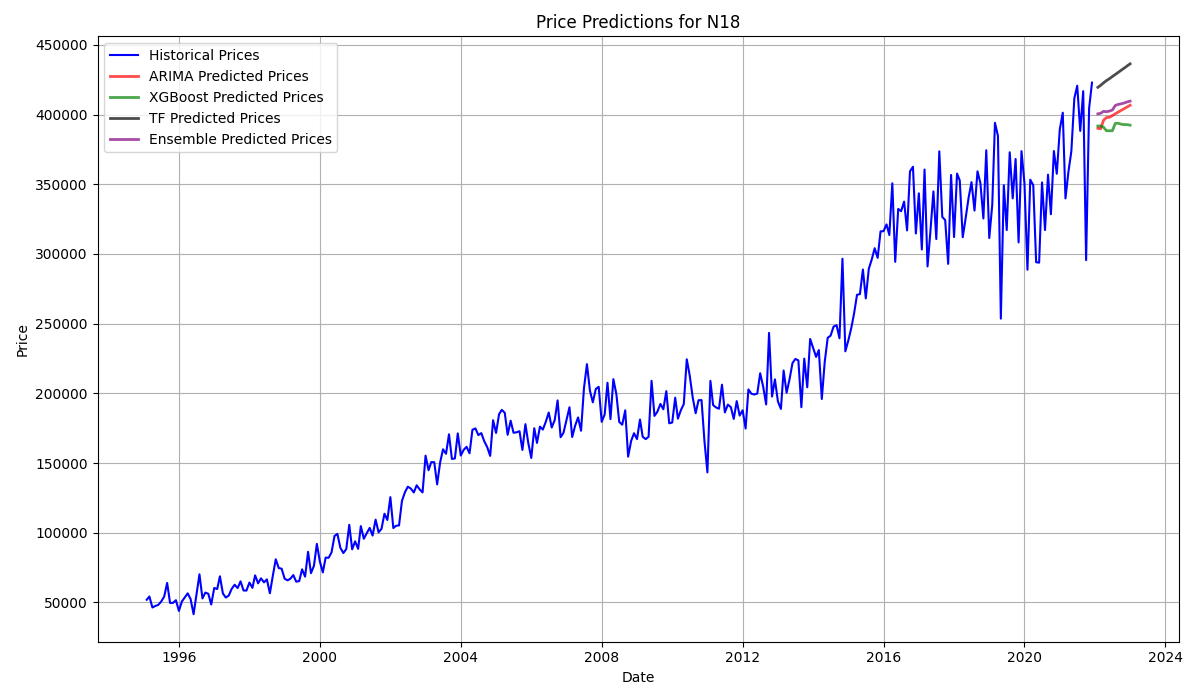 Price Predictions for N18
450000
400000
350000
300000
250000
200000
150000
100000
50000
Price
Historical Prices
ARIMA Predicted Prices
XGBoost Predicted Prices
TF Predicted Prices
Ensemble Predicted Prices
1996 2000 2004 2008 2012 2016 2020 2024
Date